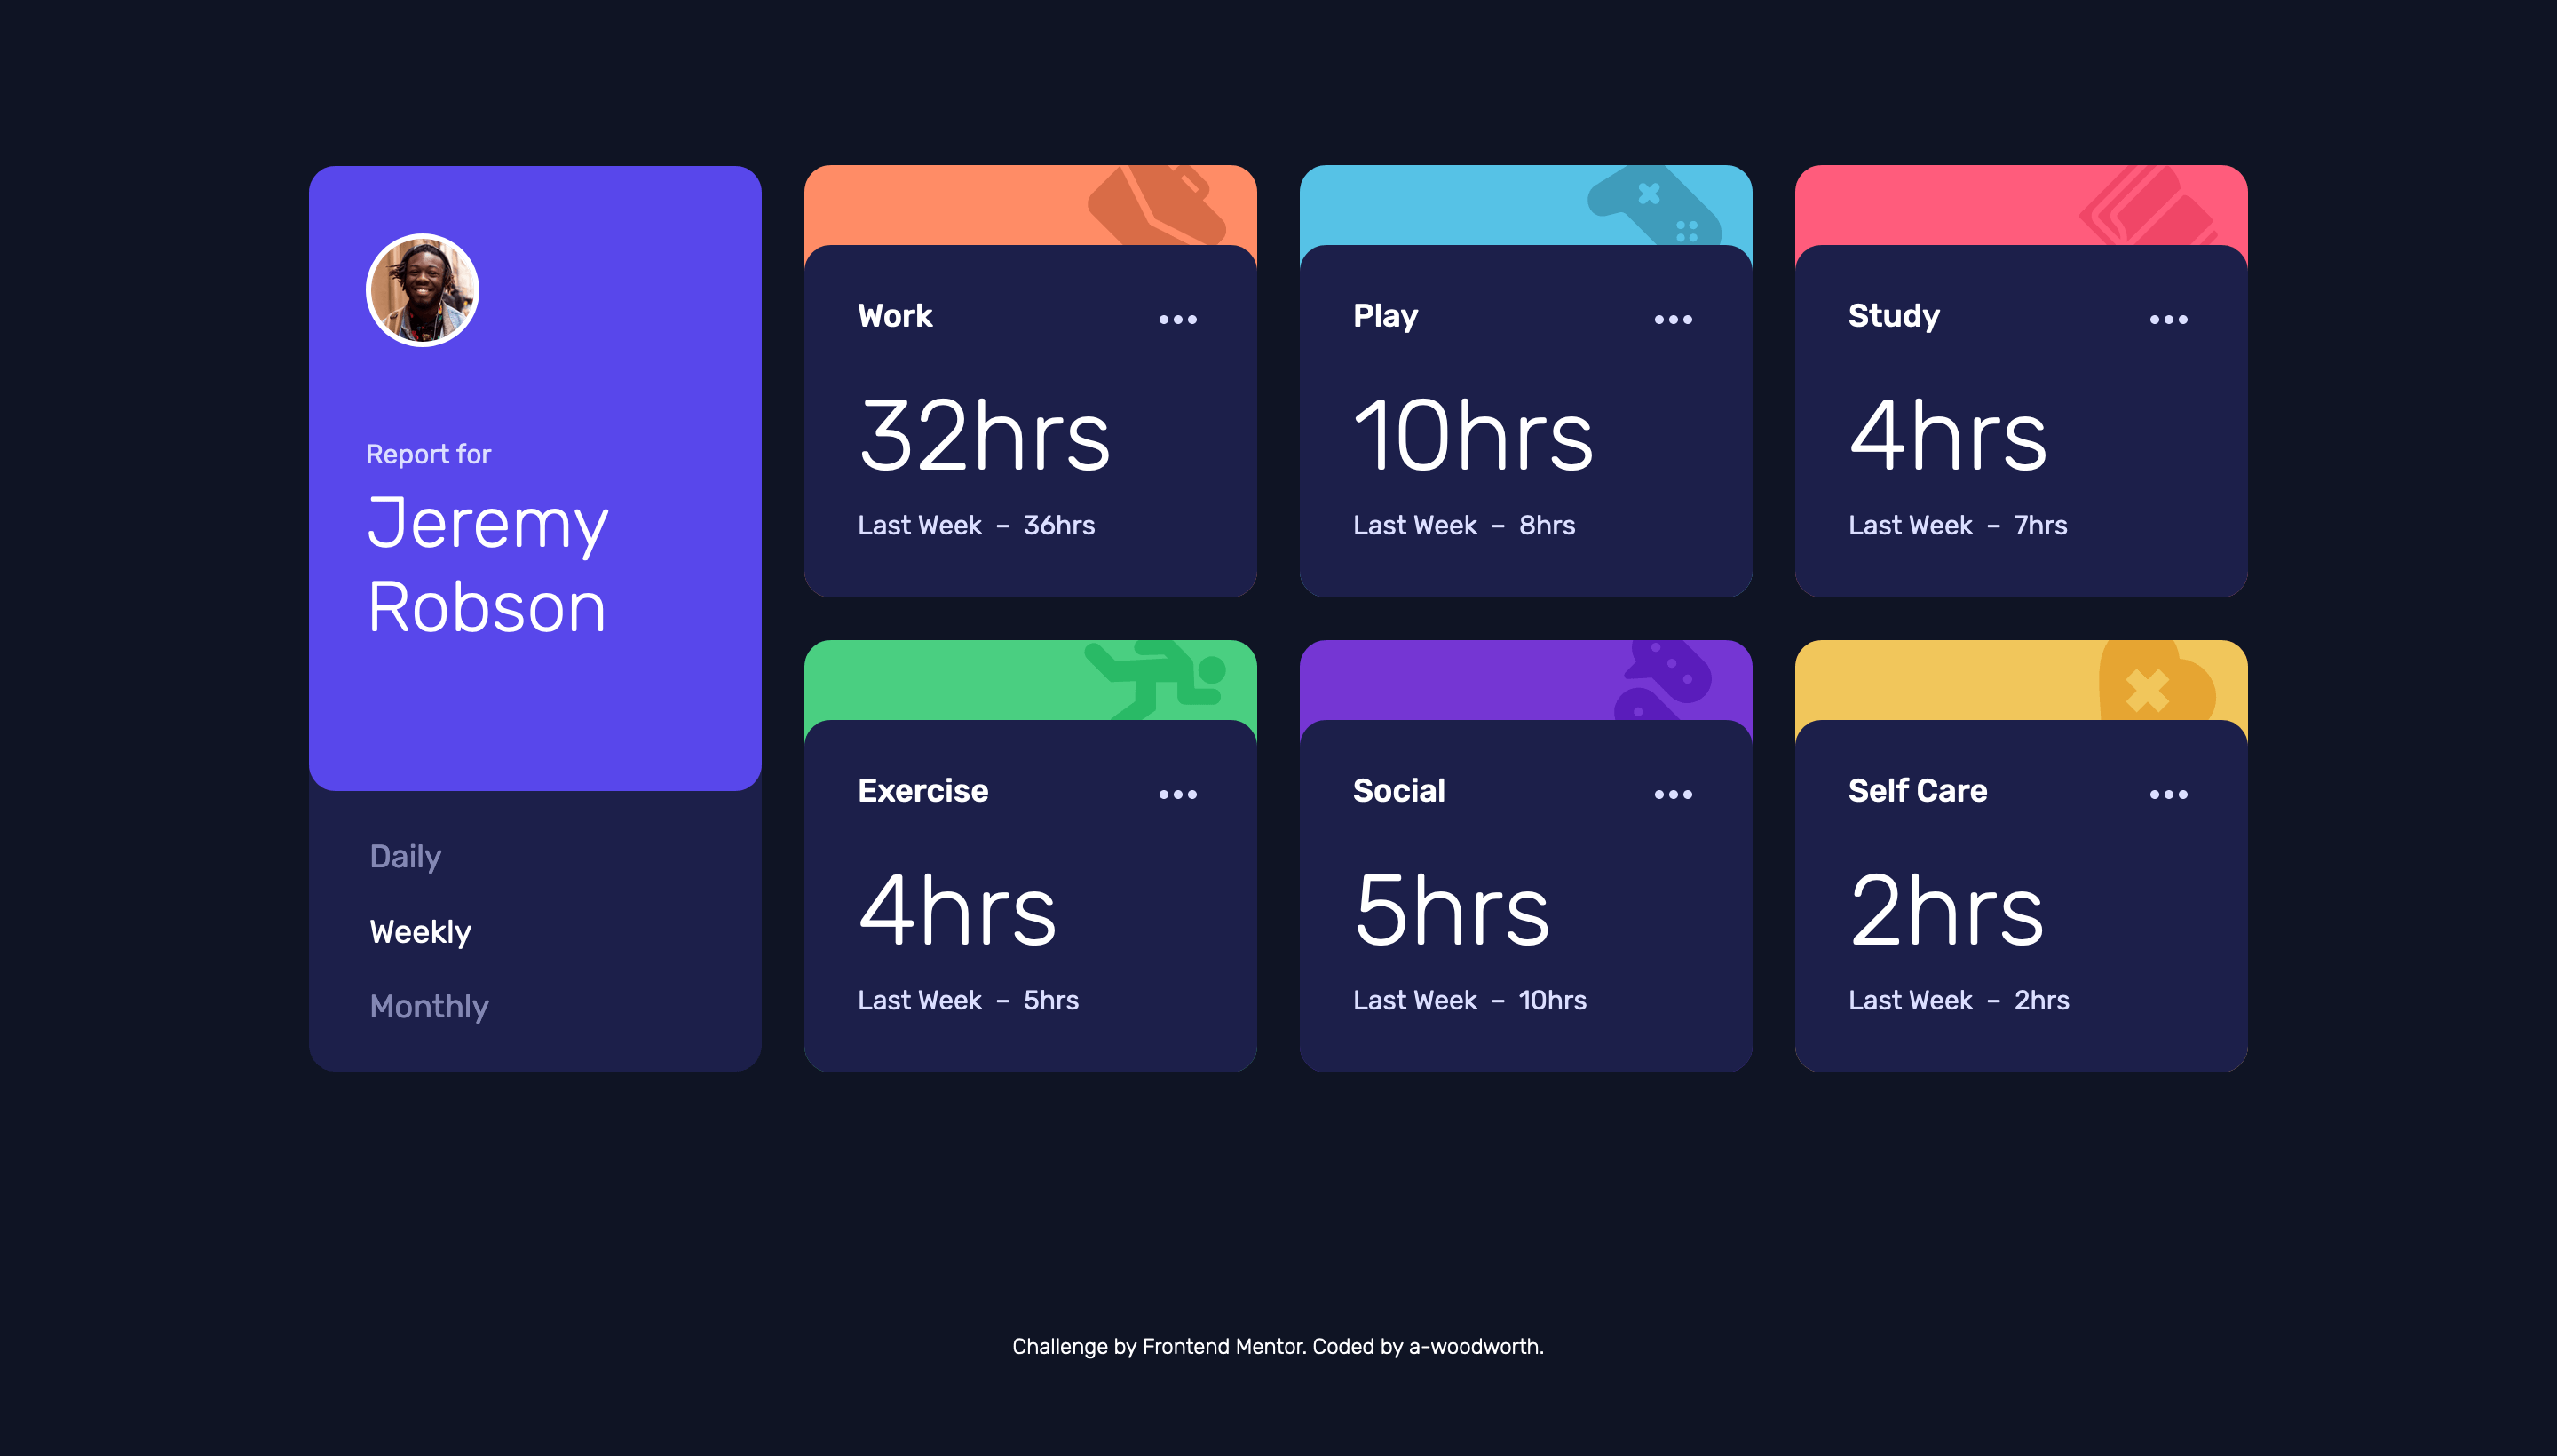 Report for
Jeremy
Robson
Daily
Weekly
Monthly
Work
32hrs
Last Week – 36hrs
Play
10hrs
Last Week – 8hrs
Study
4hrs
Last Week – 7hrs
Exercise
4hrs
Last Week – 5hrs
Social
5hrs
Last Week – 10hrs
Self Care
2hrs
Last Week – 2hrs
Challenge by Frontend Mentor. Coded by a-woodworth.